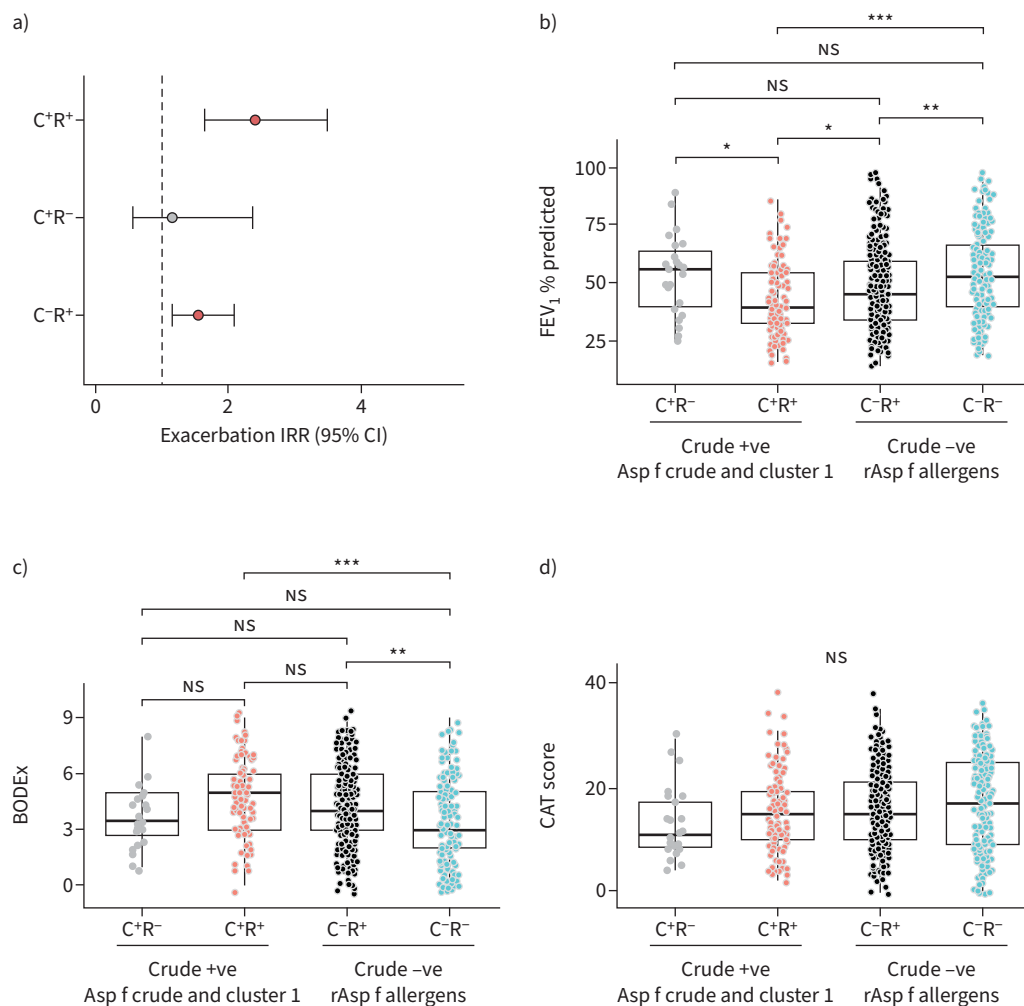 a)
C⁺R⁺
C⁺R⁻
C⁻R⁺
0 2 4
Exacerbation IRR (95% CI)
b)
***
NS
NS
**
*
*
100
75
50
25
FEV₁ % predicted
C⁺R⁻ C⁺R⁺ C⁻R⁺ C⁻R⁻
Crude +ve Crude –ve
Asp f crude and cluster 1 rAsp f allergens
c)
***
NS
NS
**
NS
NS
9
6
3
0
BODEx
C⁺R⁻ C⁺R⁺ C⁻R⁺ C⁻R⁻
Crude +ve Crude –ve
Asp f crude and cluster 1 rAsp f allergens
d)
NS
40
20
0
CAT score
C⁺R⁻ C⁺R⁺ C⁻R⁺ C⁻R⁻
Crude +ve Crude –ve
Asp f crude and cluster 1 rAsp f allergens